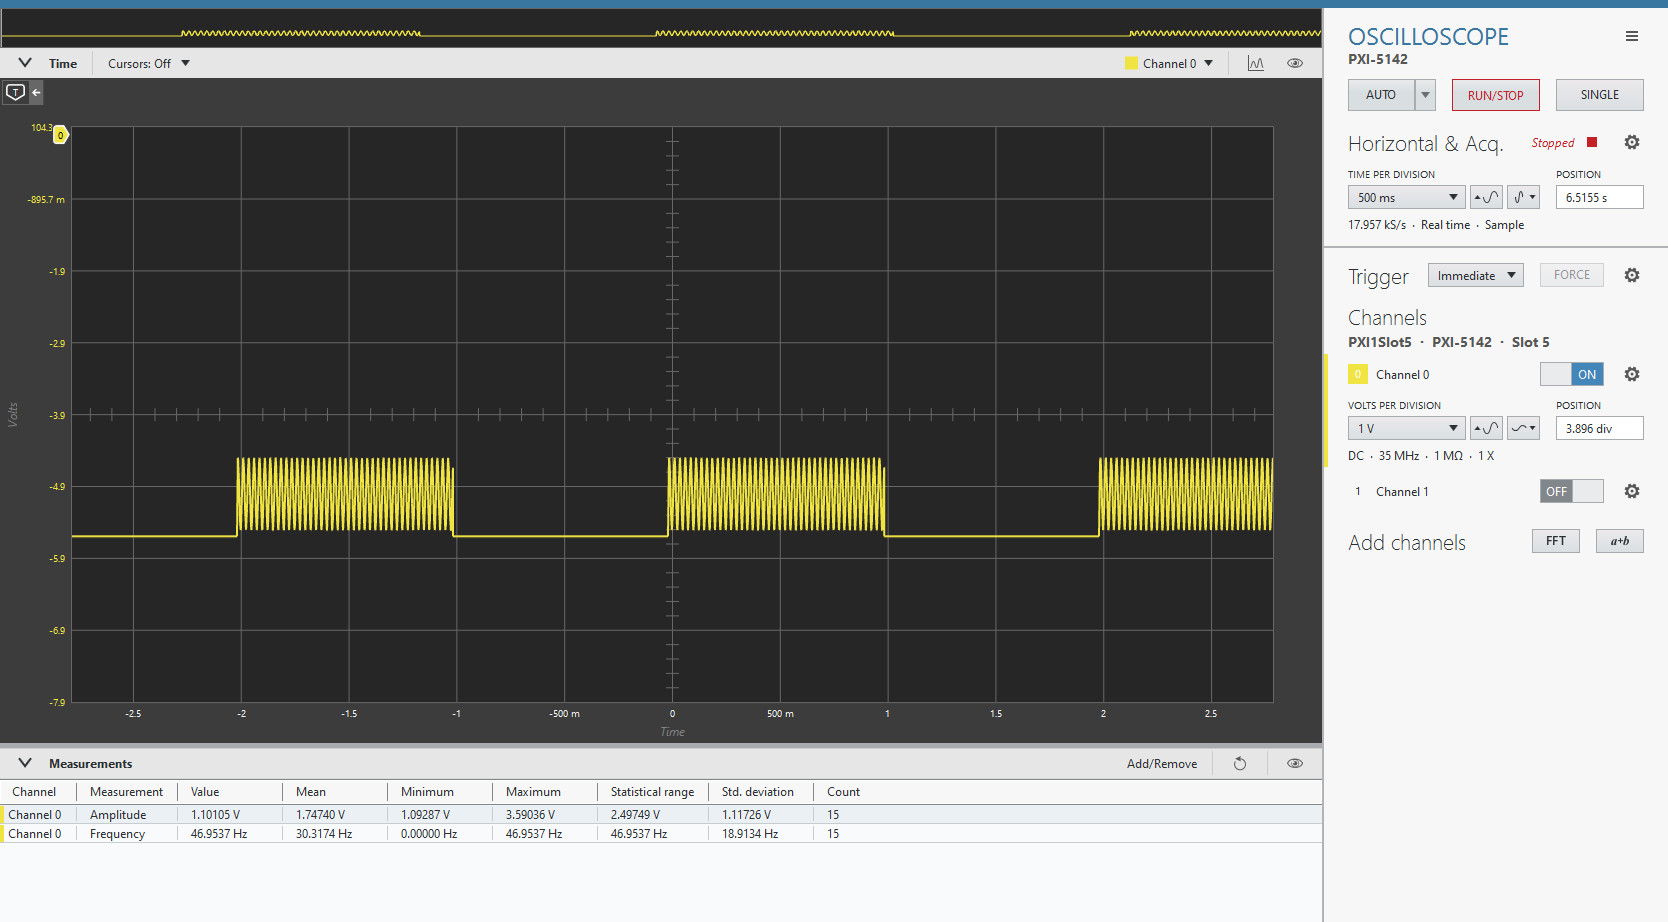 OSCILLOSCOPE
PXI-5142
AUTO
RUN/STOP
SINGLE
Horizontal & Acq.
Stopped
TIME PER DIVISION
POSITION
500 ms
6.5155 s
17.957 kS/s · Real time · Sample
Trigger
Immediate
FORCE
Channels
PXI1Slot5 · PXI-5142 · Slot 5
0
Channel 0
ON
VOLTS PER DIVISION
POSITION
1 V
3.896 div
DC · 35 MHz · 1 MΩ · 1 X
1
Channel 1
OFF
Add channels
FFT
a+b
Time
Cursors: Off
Channel 0
T
104.3
0
-895.7 m
-1.9
-2.9
-3.9
-4.9
-5.9
-6.9
-7.9
Volts
-2.5
-2
-1.5
-1
-500 m
0
500 m
1
1.5
2
2.5
Time
Measurements
Add/Remove
Channel Measurement Value Mean Minimum Maximum Statistical range Std. deviation Count
Channel 0 Amplitude 1.10105 V 1.74740 V 1.09287 V 3.59036 V 2.49749 V 1.11726 V 15
Channel 0 Frequency 46.9537 Hz 30.3174 Hz 0.00000 Hz 46.9537 Hz 46.9537 Hz 18.9134 Hz 15